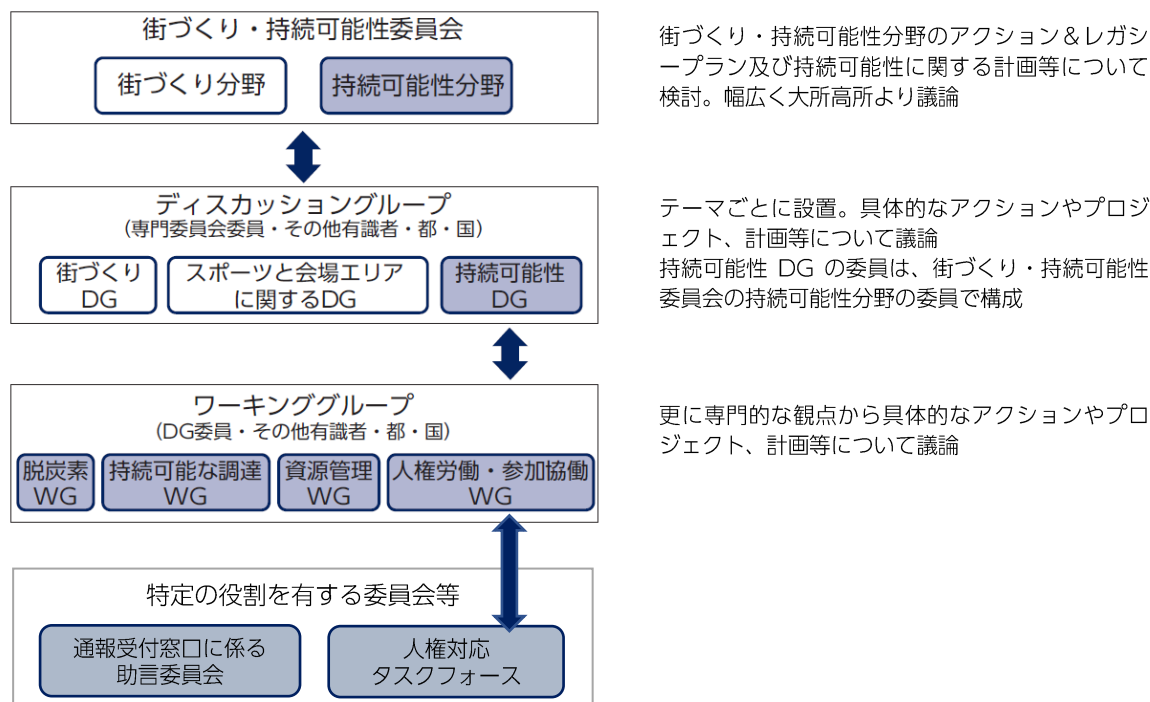 街づくり・持続可能性委員会
街づくり分野
持続可能性分野
街づくり・持続可能性分野のアクション&レガシ
ープラン及び持続可能性に関する計画等について
検討。幅広く大所高所より議論
ディスカッショングループ
(専門委員会委員・その他有識者・都・国)
街づくり
DG
スポーツと会場エリア
に関するDG
持続可能性
DG
テーマごとに設置。具体的なアクションやプロジ
ェクト、計画等について議論
持続可能性 DG の委員は、街づくり・持続可能性
委員会の持続可能性分野の委員で構成
ワーキンググループ
(DG委員・その他有識者・都・国)
脱炭素
WG
持続可能な調達
WG
資源管理
WG
人権労働・参加協働
WG
更に専門的な観点から具体的なアクションやプロ
ジェクト、計画等について議論
特定の役割を有する委員会等
通報受付窓口に係る
助言委員会
人権対応
タスクフォース